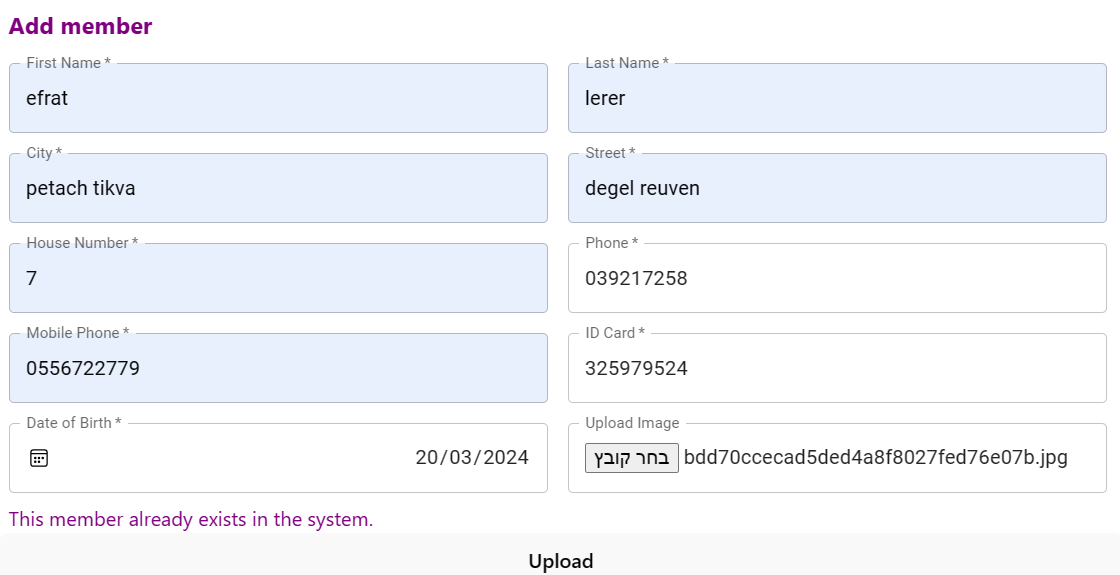 Add member
First Name *
efrat
Last Name *
lerer
City *
petach tikva
Street *
degel reuven
House Number *
7
Phone *
039217258
Mobile Phone *
0556722779
ID Card *
325979524
Date of Birth *
20/03/2024
Upload Image
בחר קובץ bdd70ccecad5ded4a8f8027fed76e07b.jpg
This member already exists in the system.
Upload